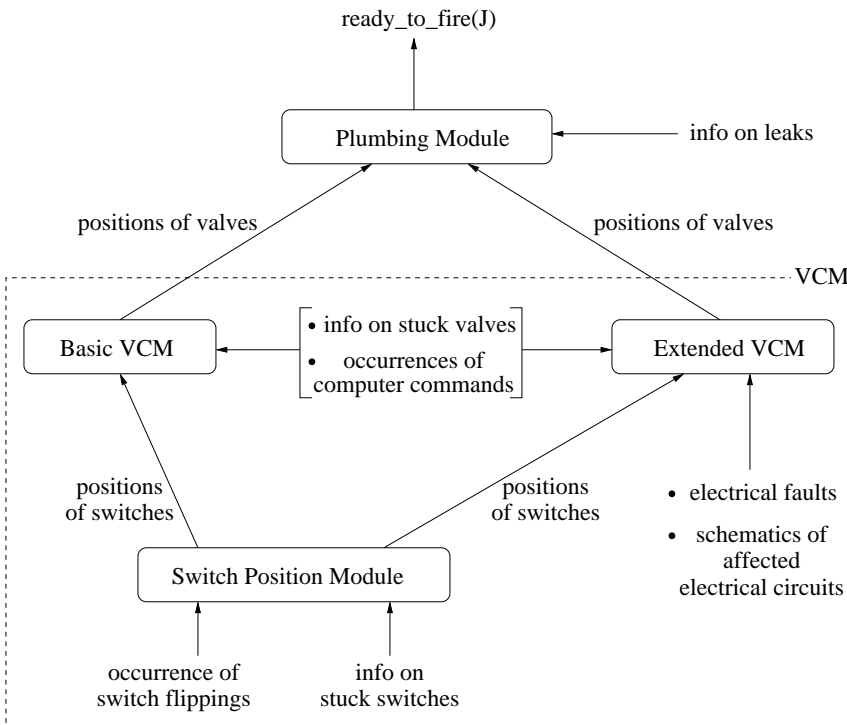 ready_to_fire(J)
Plumbing Module
info on leaks
positions of valves
positions of valves
VCM
Basic VCM
• info on stuck valves
• occurrences of
computer commands
Extended VCM
positions
of switches
positions
of switches
• electrical faults
• schematics of
affected
electrical circuits
Switch Position Module
occurrence of
switch flippings
info on
stuck switches